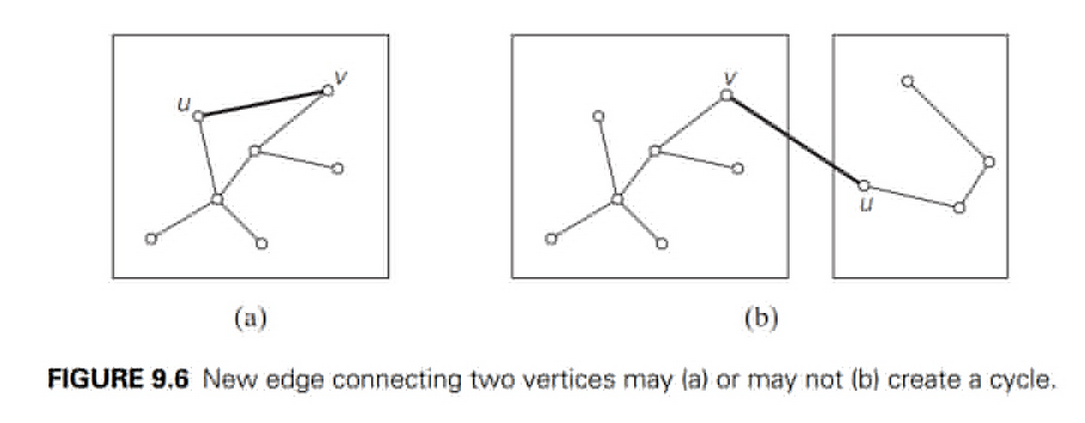 u
v
v
u
(a)
(b)
FIGURE 9.6 New edge connecting two vertices may (a) or may not (b) create a cycle.